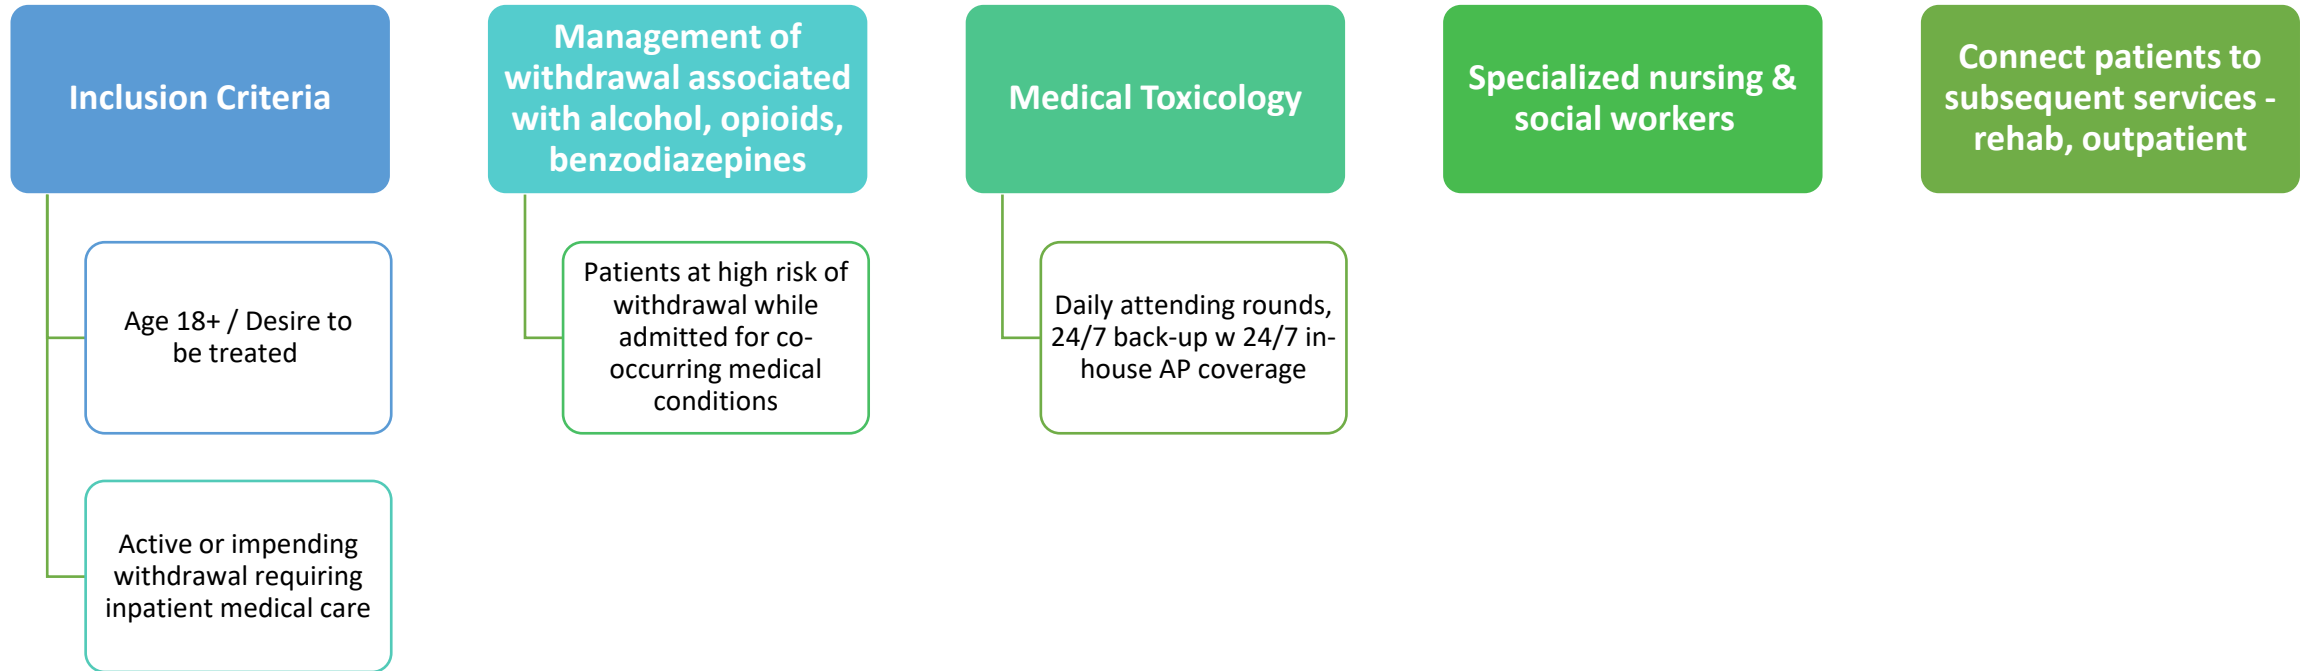 Inclusion Criteria
Age 18+ / Desire to
be treated
Active or impending
withdrawal requiring
inpatient medical care
Management of
withdrawal associated
with alcohol, opioids,
benzodiazepines
Patients at high risk of
withdrawal while
admitted for co-
occurring medical
conditions
Medical Toxicology
Daily attending rounds,
24/7 back-up w 24/7 in-
house AP coverage
Specialized nursing &
social workers
Connect patients to
subsequent services -
rehab, outpatient